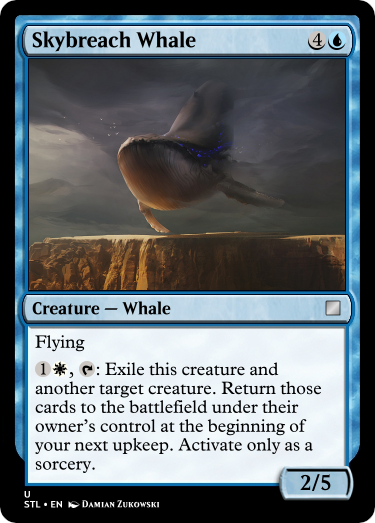 Skybreach Whale 4
Creature — Whale
Flying
1, : Exile this creature and
another target creature. Return those
cards to the battlefield under their
owner's control at the beginning of
your next upkeep. Activate only as a
sorcery.
2/5
U
STL • EN Damian Zukowski